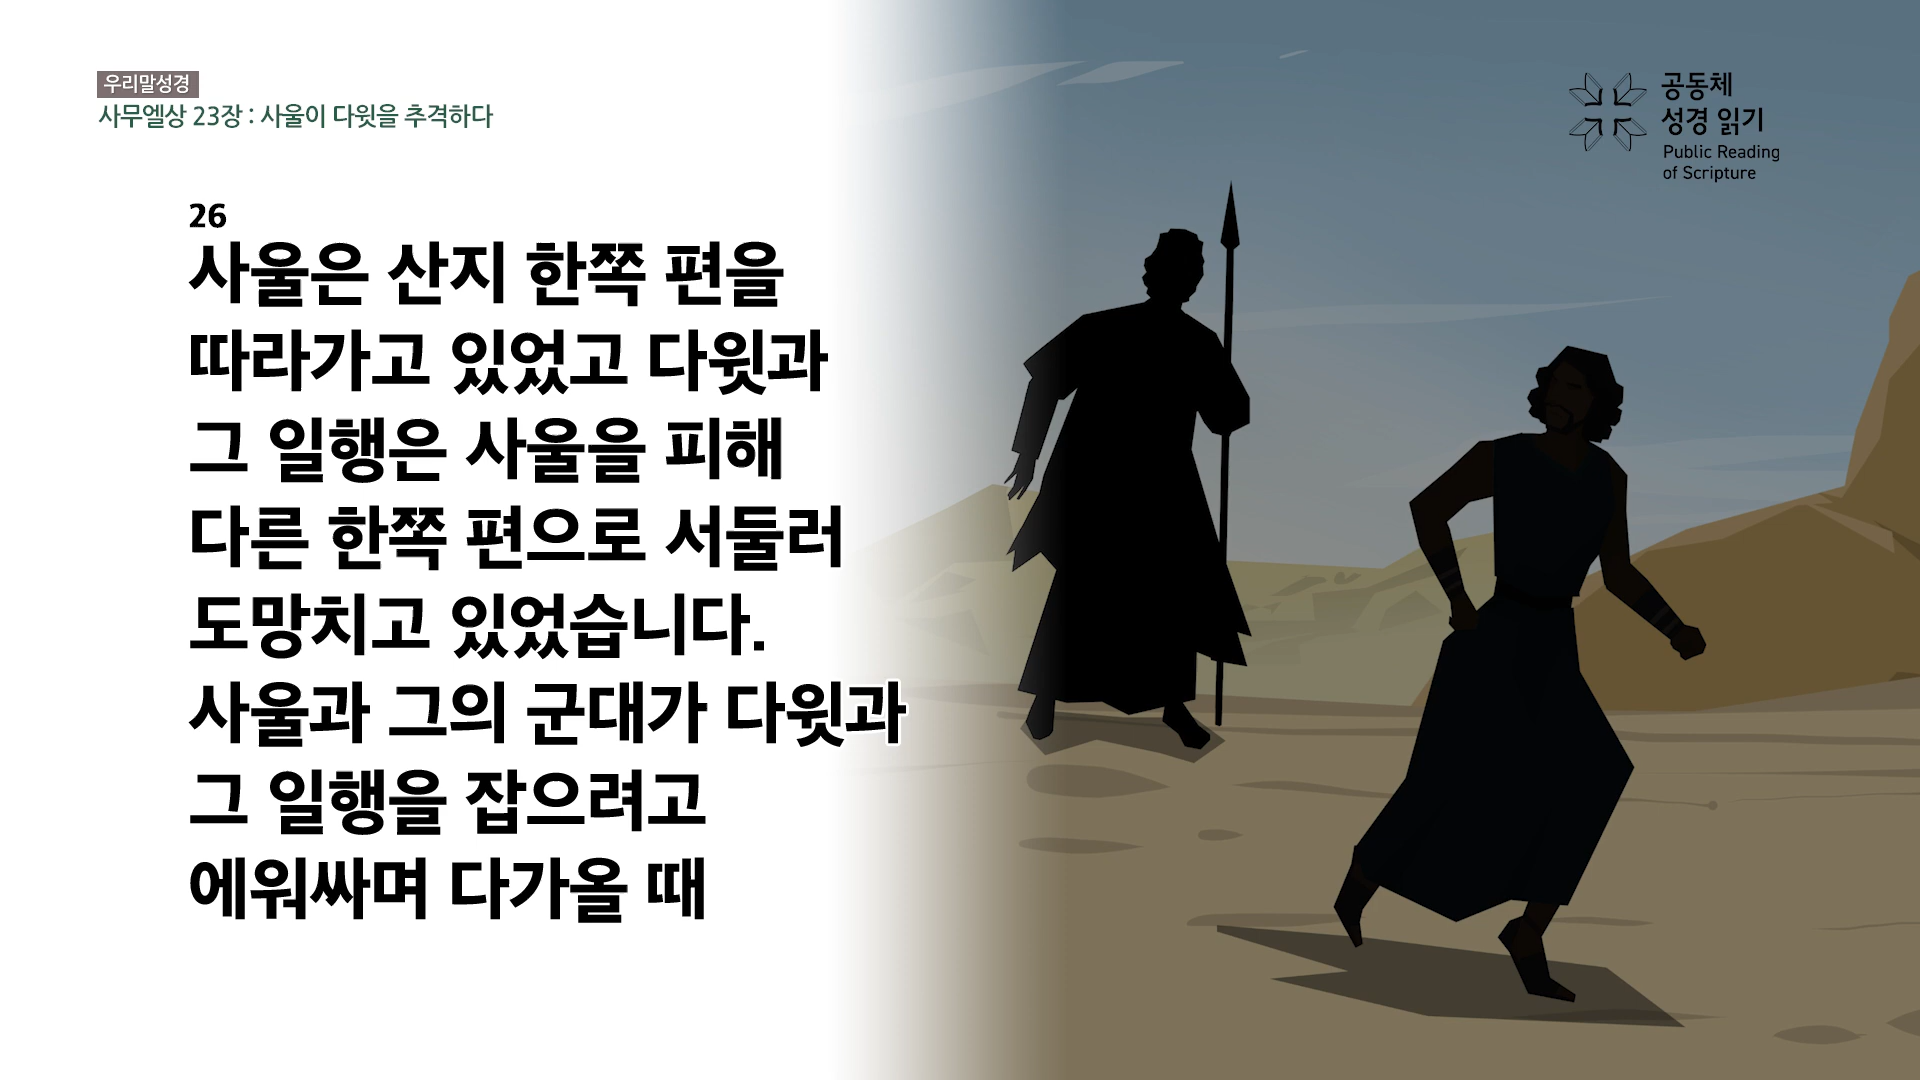 우리말성경
사무엘상 23장 : 사울이 다윗을 추격하다
공동체
성경 읽기
Public Reading
of Scripture
26
사울은 산지 한쪽 편을
따라가고 있었고 다윗과
그 일행은 사울을 피해
다른 한쪽 편으로 서둘러
도망치고 있었습니다.
사울과 그의 군대가 다윗과
그 일행을 잡으려고
에워싸며 다가올 때